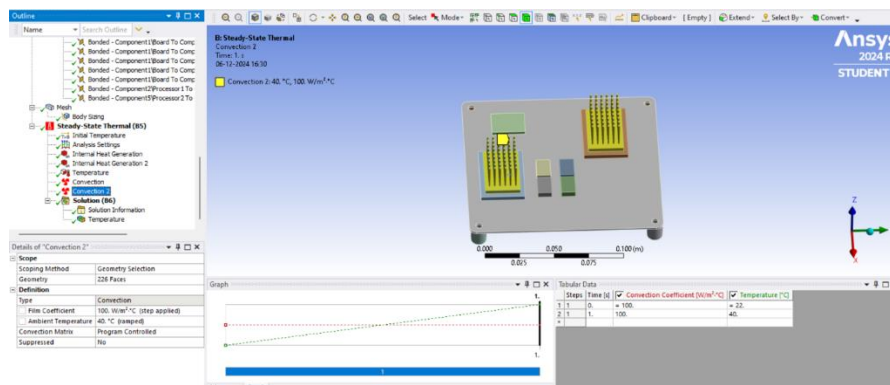 Outline
Name
Search Outline
Bonded - Component1\Board To Comp
Bonded - Component1\Board To Comp
Bonded - Component1\Board To Comp
Bonded - Component1\Board To Comp
Bonded - Component2\Processor1 To
Bonded - Component5\Processor2 To
Mesh
Body Sizing
Steady-State Thermal (B5)
Initial Temperature
Analysis Settings
Internal Heat Generation
Internal Heat Generation 2
Temperature
Convection
Convection 2
Solution (B6)
Solution Information
Temperature
Details of "Convection 2"
Scope
Scoping Method Geometry Selection
Geometry 226 Faces
Definition
Type Convection
Film Coefficient 100. W/m²·°C (step applied)
Ambient Temperature 40. °C (ramped)
Convection Matrix Program Controlled
Suppressed No
Select Mode Clipboard [ Empty ] Extend Select By Convert
B: Steady-State Thermal
Convection 2
Time: 1. s
06-12-2024 16:30
Convection 2: 40. °C, 100. W/m²·°C
Ansys
2024 R
STUDENT
Z
X
0.000 0.050 0.100 (m)
0.025 0.075
Graph
1.
1.
1
Tabular Data
Steps Time [s] Convection Coefficient [W/m²·°C] Temperature [°C]
1 1 0. = 100. = 22.
2 1 1. 100. 40.
*